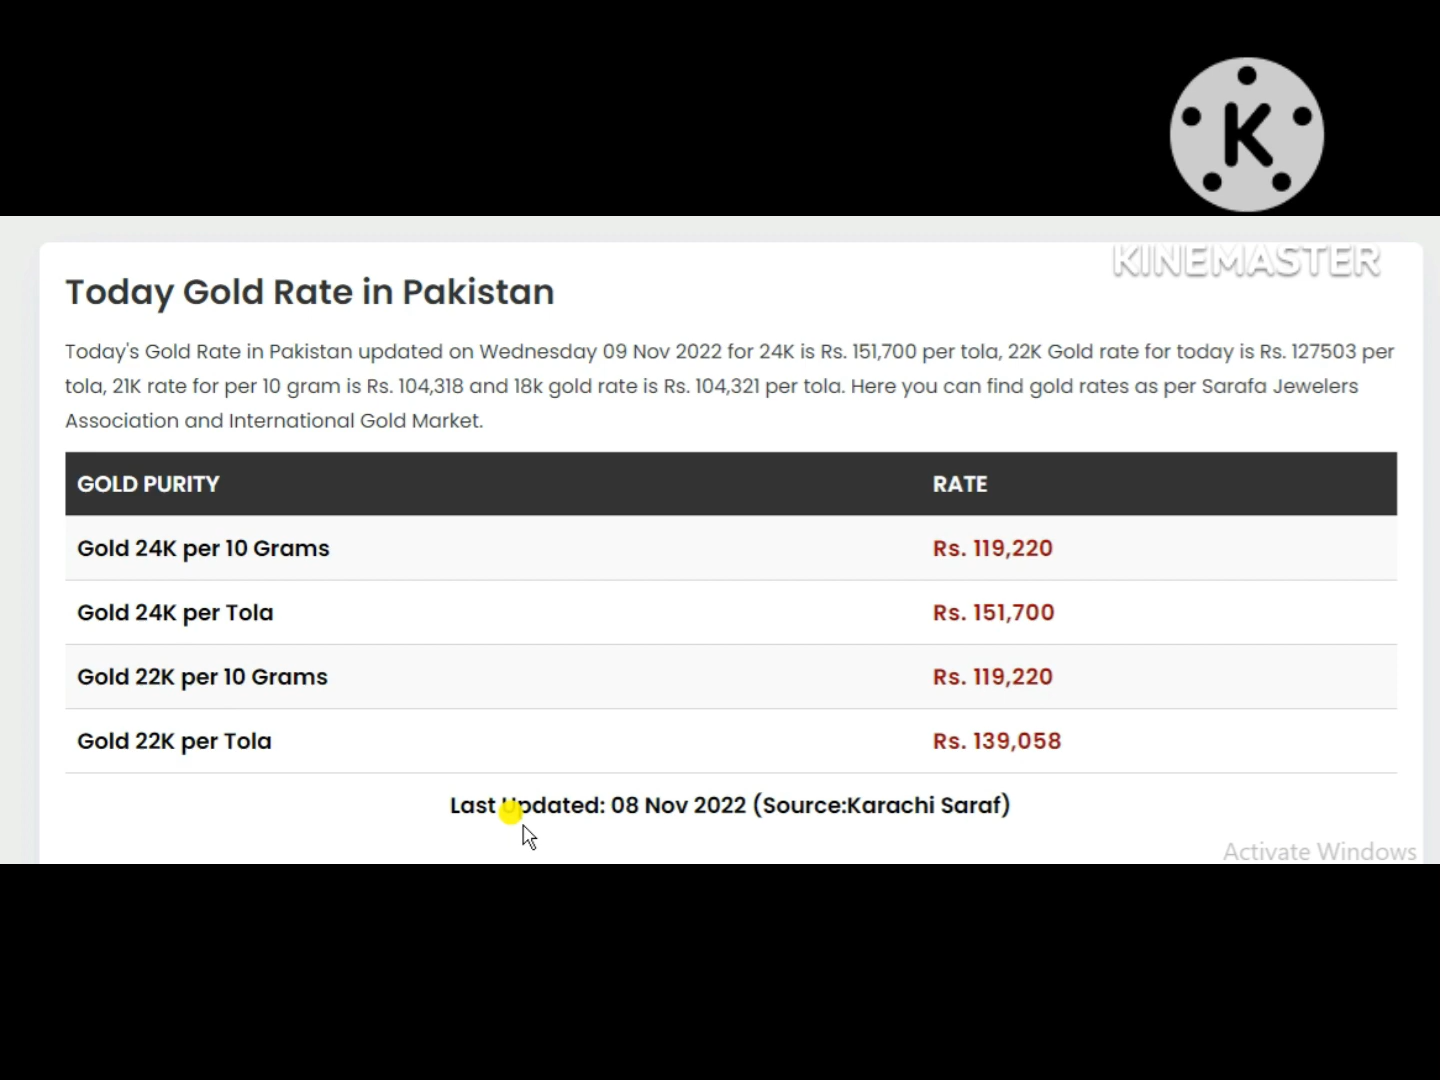 K
KINEMASTER
Today Gold Rate in Pakistan
Today's Gold Rate in Pakistan updated on Wednesday 09 Nov 2022 for 24K is Rs. 151,700 per tola, 22K Gold rate for today is Rs. 127503 per
tola, 21K rate for per 10 gram is Rs. 104,318 and 18k gold rate is Rs. 104,321 per tola. Here you can find gold rates as per Sarafa Jewelers
Association and International Gold Market.
GOLD PURITY RATE
Gold 24K per 10 Grams Rs. 119,220
Gold 24K per Tola Rs. 151,700
Gold 22K per 10 Grams Rs. 119,220
Gold 22K per Tola Rs. 139,058
Last Updated: 08 Nov 2022 (Source:Karachi Saraf)
Activate Windows